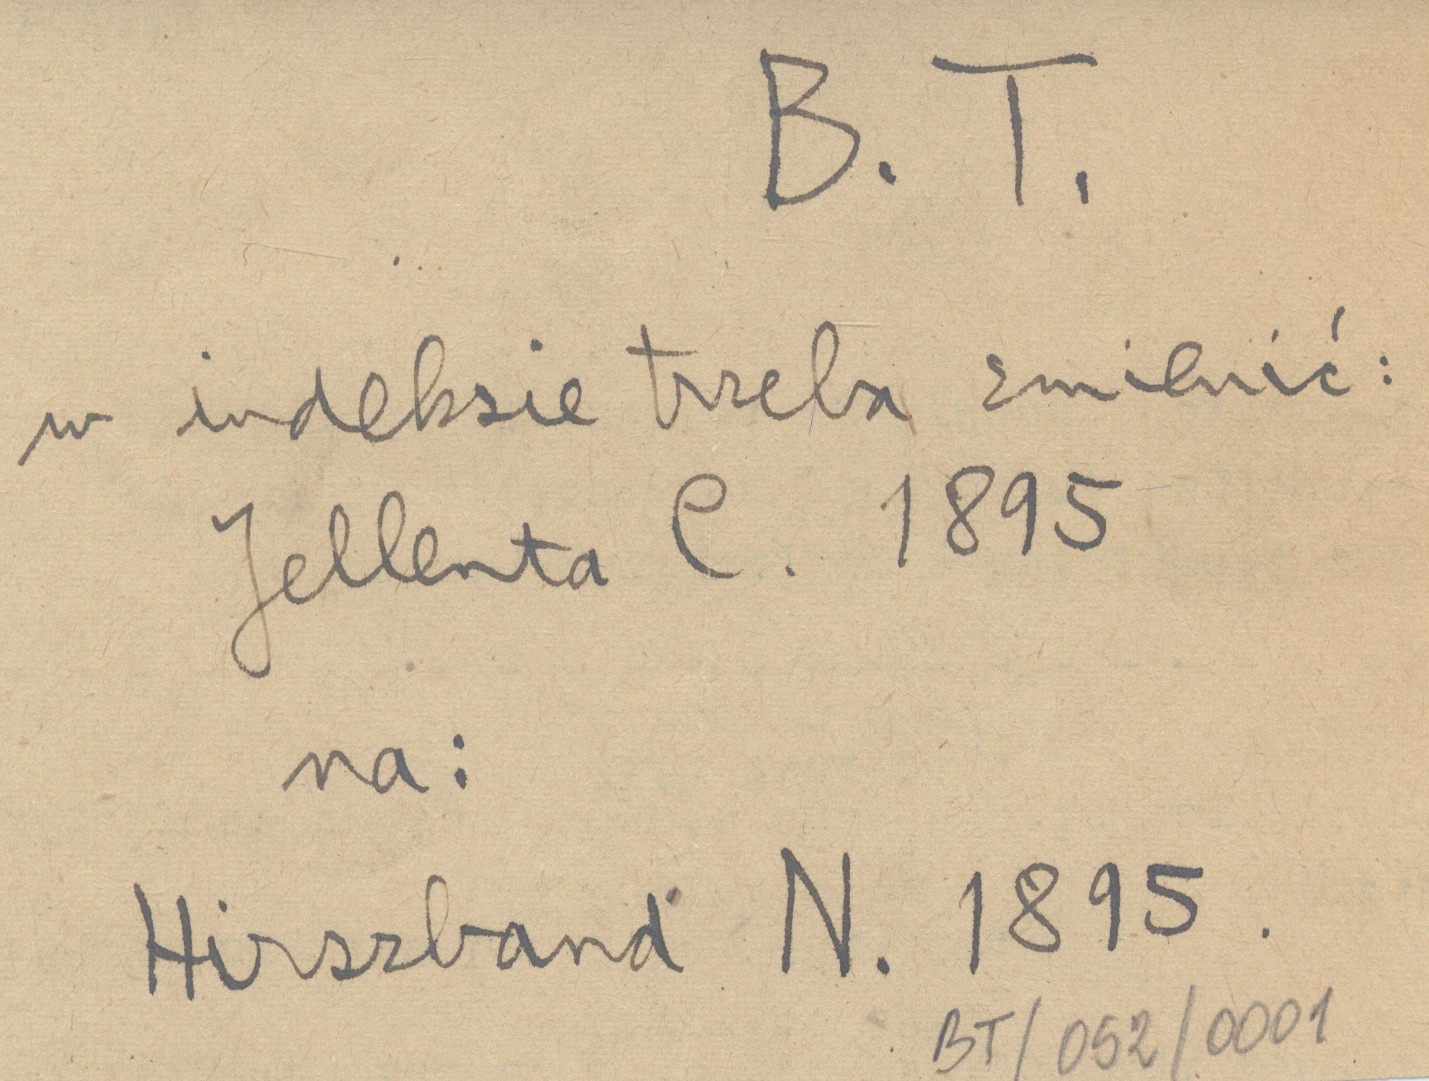 B. T.
w indeksie trzeba zmienić:
Jellenta C. 1895
na:
Hirszband N. 1895.
BT/052/0001